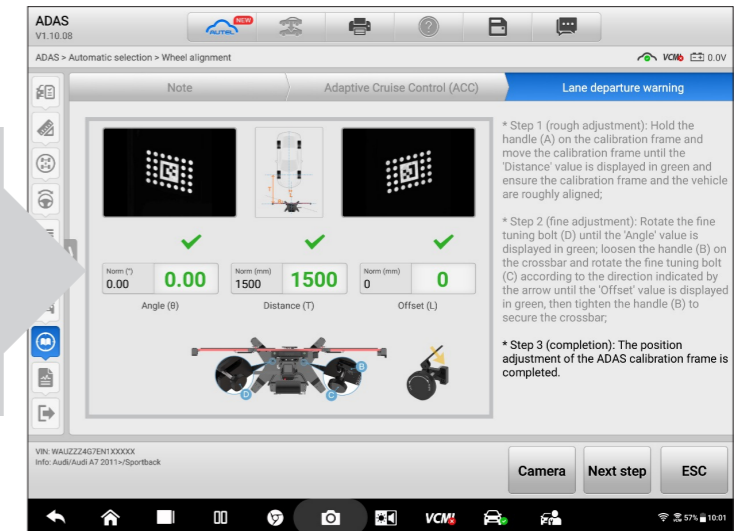 ADAS
V1.10.08
AUTEL
NEW
ADAS > Automatic selection > Wheel alignment
VCMI
0.0V
Note
Adaptive Cruise Control (ACC)
Lane departure warning
* Step 1 (rough adjustment): Hold the
handle (A) on the calibration frame and
move the calibration frame until the
'Distance' value is displayed in green and
ensure the calibration frame and the vehicle
are roughly aligned;
* Step 2 (fine adjustment): Rotate the fine
tuning bolt (D) until the 'Angle' value is
displayed in green; loosen the handle (B) on
the crossbar and rotate the fine tuning bolt
(C) according to the direction indicated by
the arrow until the 'Offset' value is displayed
in green, then tighten the handle (B) to
secure the crossbar;
* Step 3 (completion): The position
adjustment of the ADAS calibration frame is
completed.
Norm (°)
0.00
0.00
Norm (mm)
1500
1500
Norm (mm)
0
0
Angle (θ)
Distance (T)
Offset (L)
B
D
C
VIN: WAUZZZ4G7EN1XXXXX
Info: Audi/Audi A7 2011>/Sportback
Camera
Next step
ESC
VCMI
57%
10:01